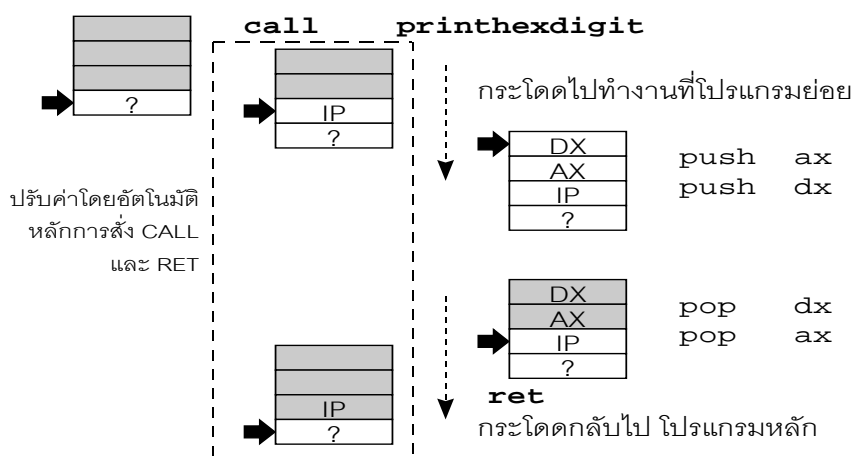 call printhexdigit
?
IP
?
กระโดดไปทำงานที่โปรแกรมย่อย
DX
AX
IP
?
push ax
push dx
ปรับค่าโดยอัตโนมัติ
หลักการสั่ง CALL
และ RET
DX
AX
IP
?
pop dx
pop ax
IP
?
ret
กระโดดกลับไป โปรแกรมหลัก